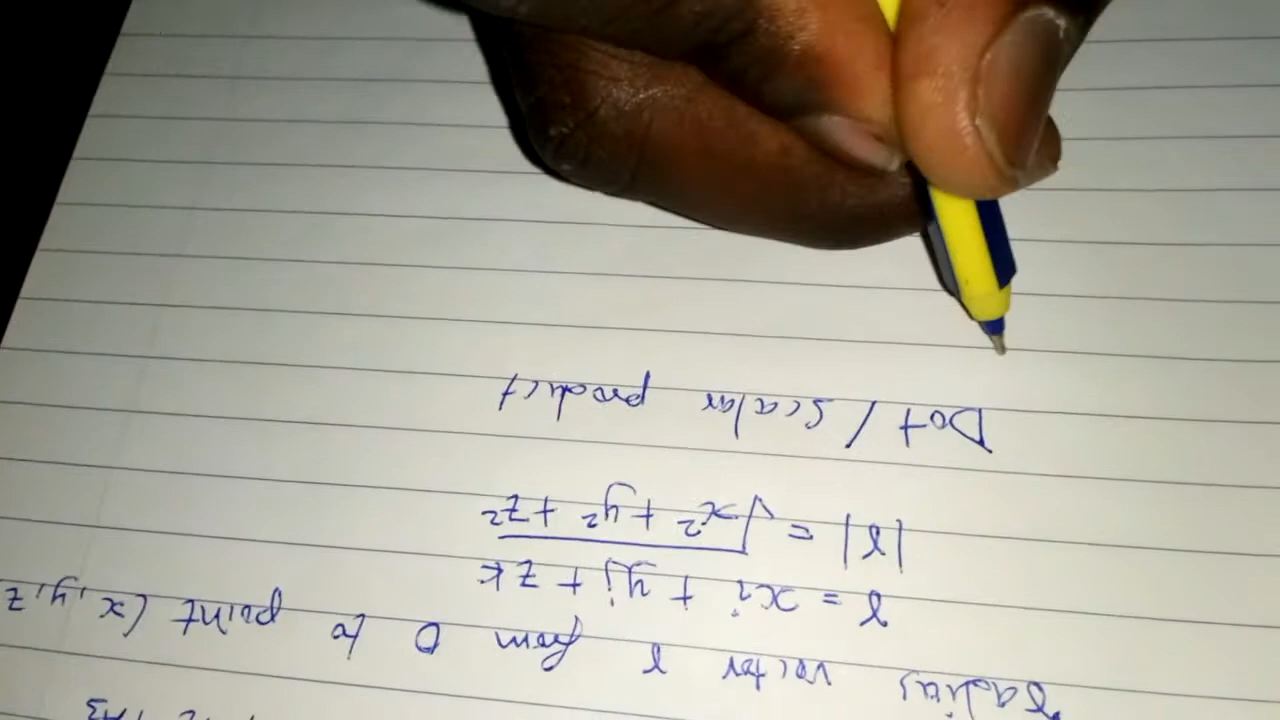 radius vector r from O to point (x, y, z
r = xi + yj + zk
|r| = √x² + y² + z²
Dot / Scalar product